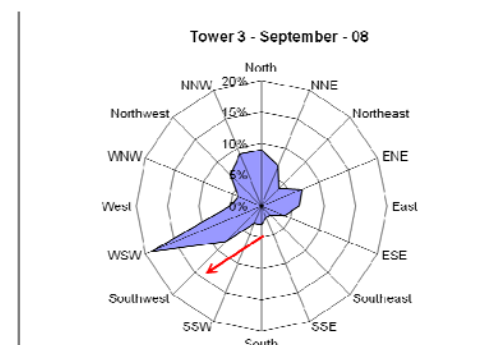 Tower 3 - September - 08
North
20%
NNW
NNE
15%
Northwest
Northeast
10%
WNW
ENE
5%
West
0%
East
WSW
ESE
Southwest
Southeast
SSW
SSE
South